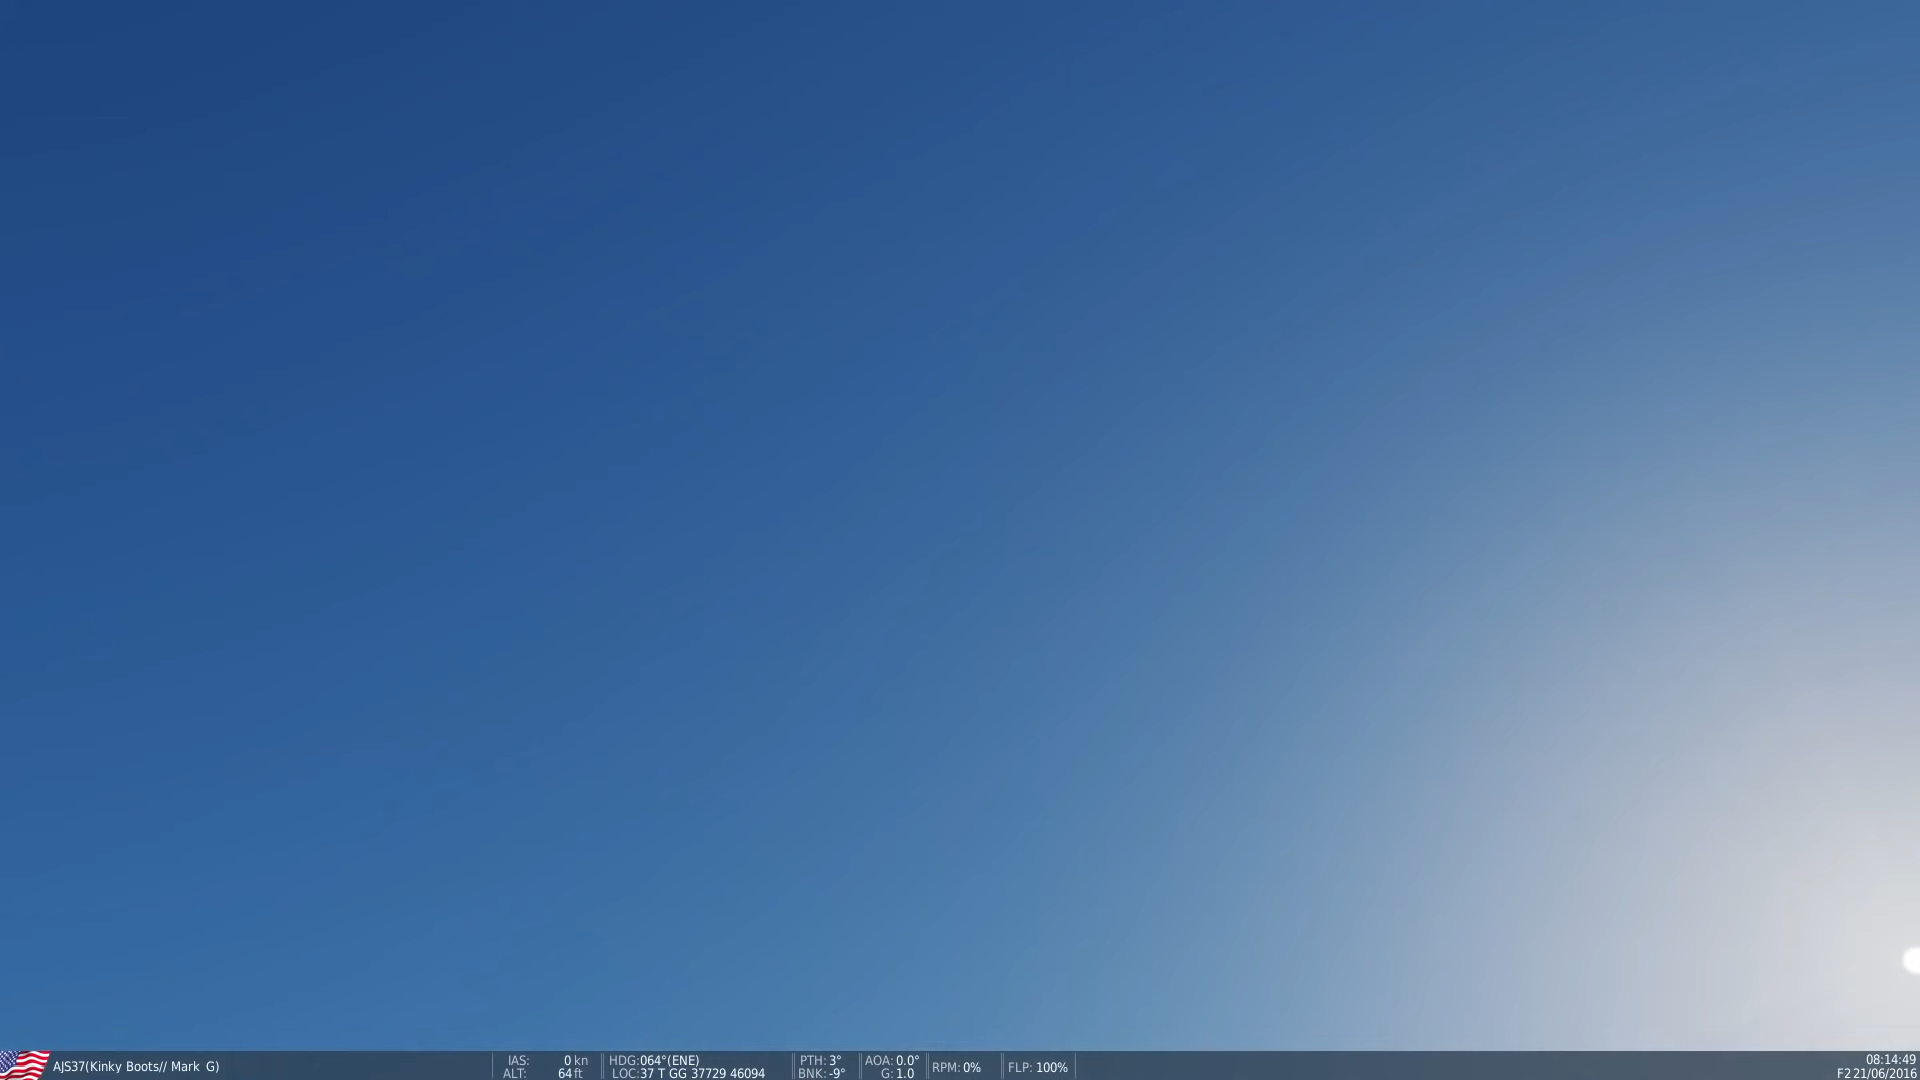 AJS37(Kinky Boots// Mark G)
IAS: 0 kn
ALT: 64 ft
HDG:064°(ENE)
LOC:37 T GG 37729 46094
PTH: 3°
BNK: -9°
AOA: 0.0°
G: 1.0
RPM: 0%
FLP: 100%
08:14:49
F2 21/06/2016